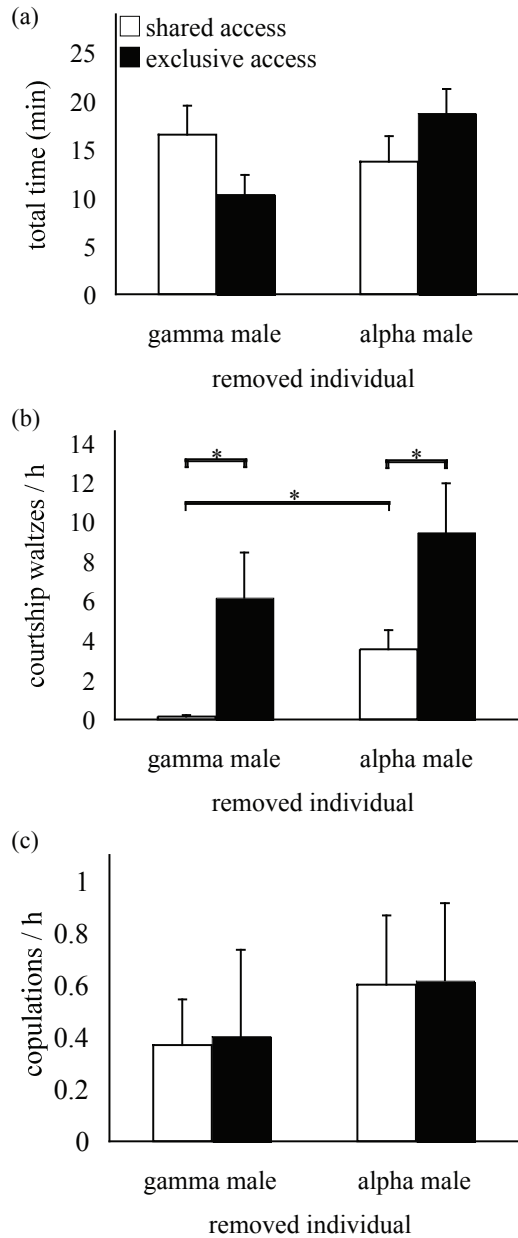 (a)
shared access
exclusive access
25
20
15
10
5
0
total time (min)
gamma male alpha male
removed individual
(b)
14
12
10
8
6
4
2
0
courtship waltzes / h
*
*
*
gamma male alpha male
removed individual
(c)
1
0.8
0.6
0.4
0.2
0
copulations / h
gamma male alpha male
removed individual